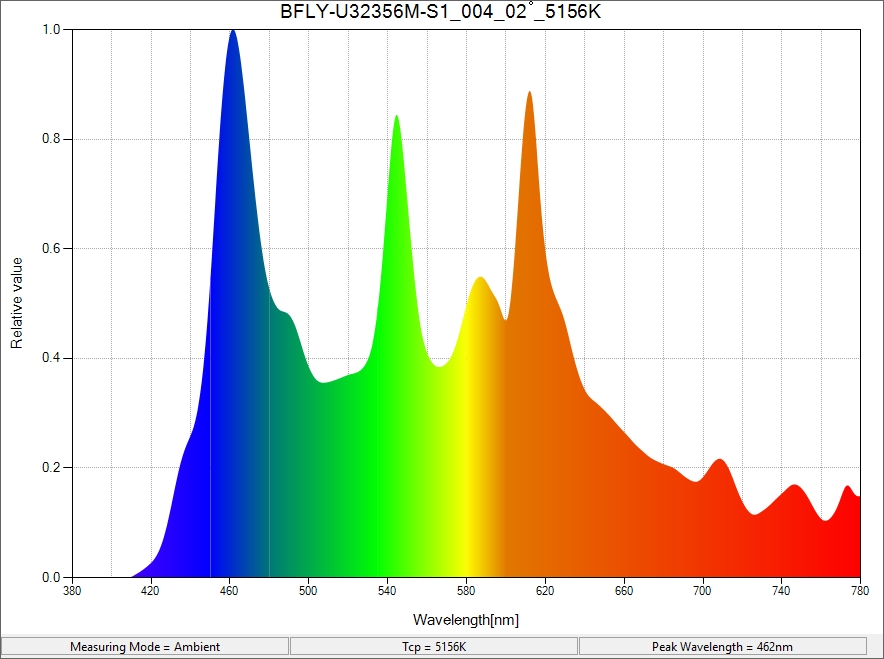 BFLY-U32356M-S1_004_02°_5156K
1.0
0.8
0.6
0.4
0.2
0.0
Relative value
380 420 460 500 540 580 620 660 700 740 780
Wavelength[nm]
Measuring Mode = Ambient Tcp = 5156K Peak Wavelength = 462nm